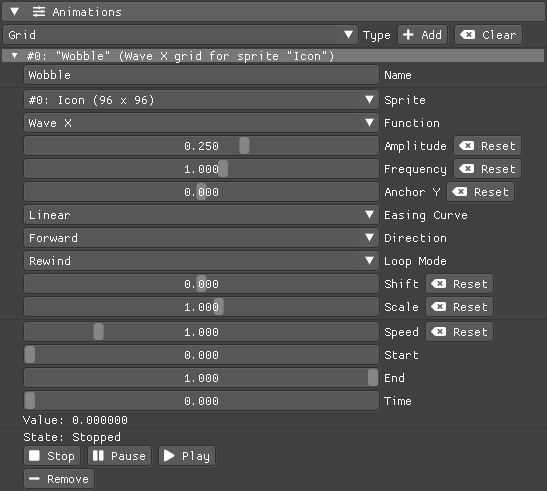 Animations
Grid Type Add Clear
#0: "Wobble" (Wave X grid for sprite "Icon")
Wobble Name
#0: Icon (96 x 96) Sprite
Wave X Function
0.250 Amplitude Reset
1.000 Frequency Reset
0.000 Anchor Y Reset
Linear Easing Curve
Forward Direction
Rewind Loop Mode
0.000 Shift Reset
1.000 Scale Reset
1.000 Speed Reset
0.000 Start
1.000 End
0.000 Time
Value: 0.000000
State: Stopped
Stop Pause Play
Remove